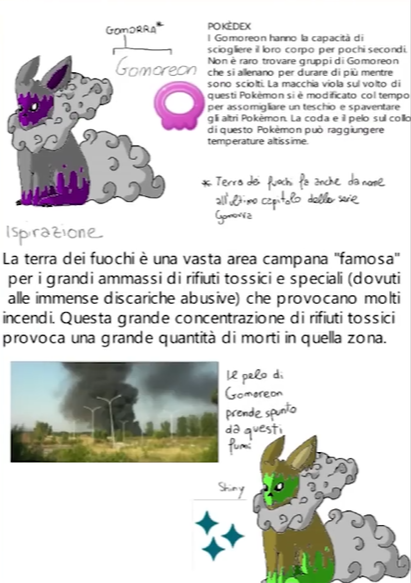 GOMORRA*
Gomoreon
POKÉDEX
I Gomoreon hanno la capacità di
sciogliere il loro corpo per pochi secondi.
Non è raro trovare gruppi di Gomoreon
che si allenano per durare di più mentre
sono sciolti. La macchia viola sul volto di
questi Pokémon si è modificato col tempo
per assomigliare un teschio e spaventare
gli altri Pokémon. La coda e il pelo sul collo
di questo Pokémon può raggiungere
temperature altissime.
* Terra dei fuochi fa anche da nome
all'ultimo capitolo della serie
Gomorra
Ispirazione
La terra dei fuochi è una vasta area campana "famosa"
per i grandi ammassi di rifiuti tossici e speciali (dovuti
alle immense discariche abusive) che provocano molti
incendi. Questa grande concentrazione di rifiuti tossici
provoca una grande quantità di morti in quella zona.
Il pelo di
Gomoreon
prende spunto
da questi
fumi
Shiny